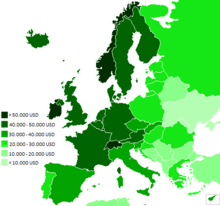 > 50.000 USD
40.000 - 50.000 USD
30.000 - 40.000 USD
20.000 - 30.000 USD
10.000 - 20.000 USD
< 10.000 USD